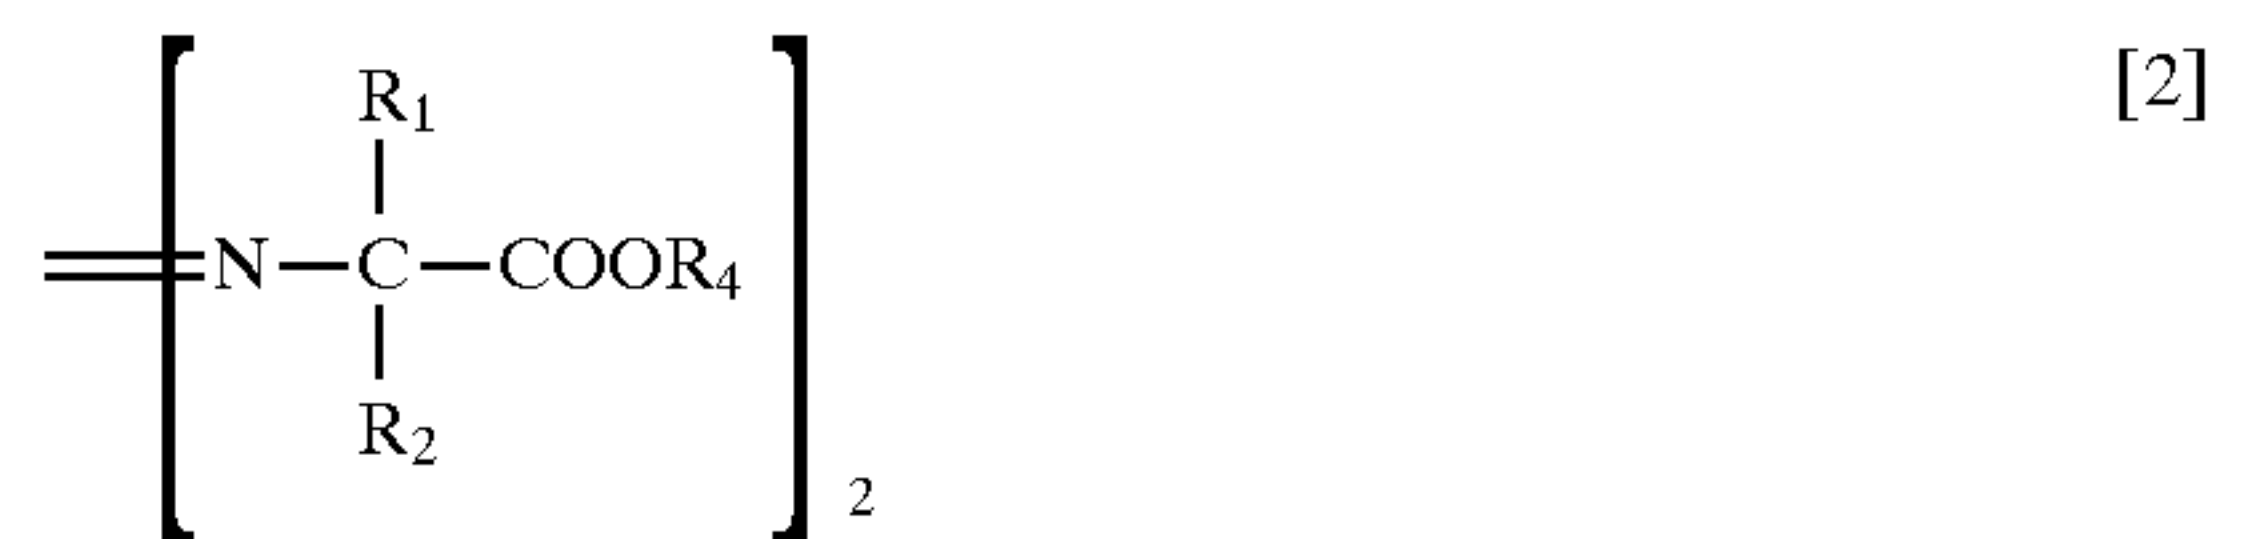 R₁ [2]
=N—C—COOR₄
R₂
2